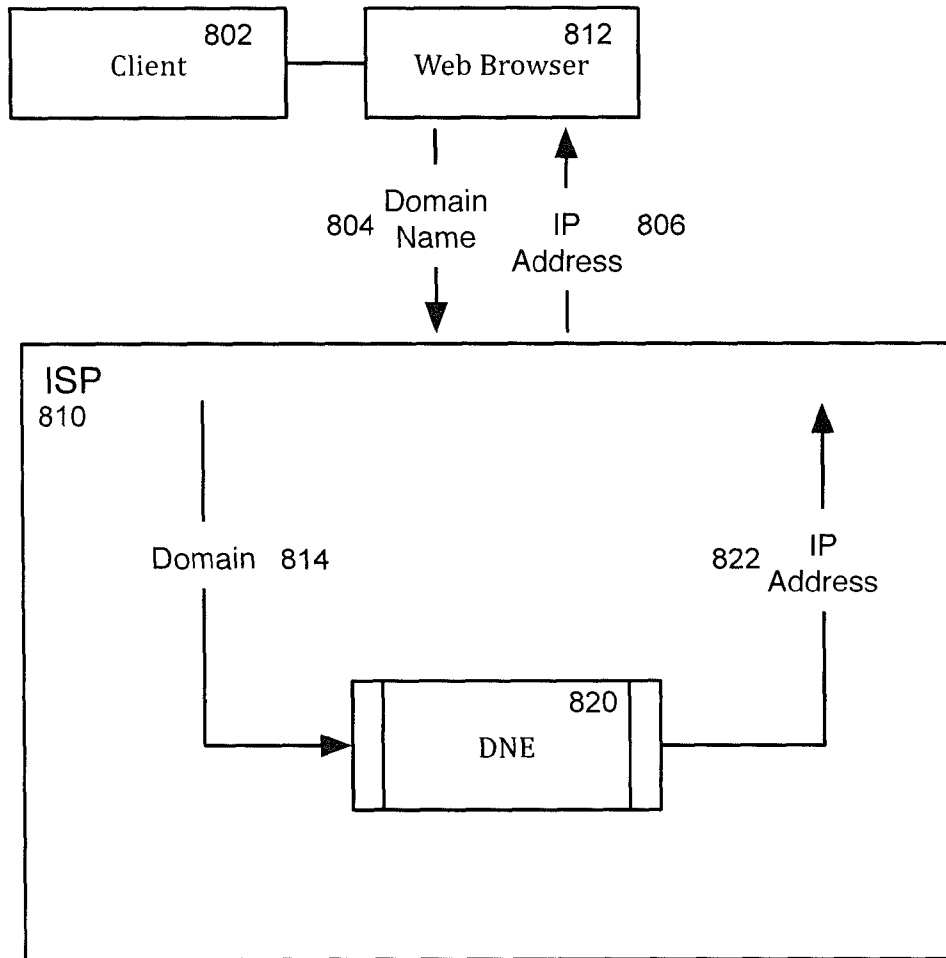 802
Client
812
Web Browser
804
Domain
Name
IP
Address
806
ISP
810
Domain 814
822
IP
Address
820
DNE